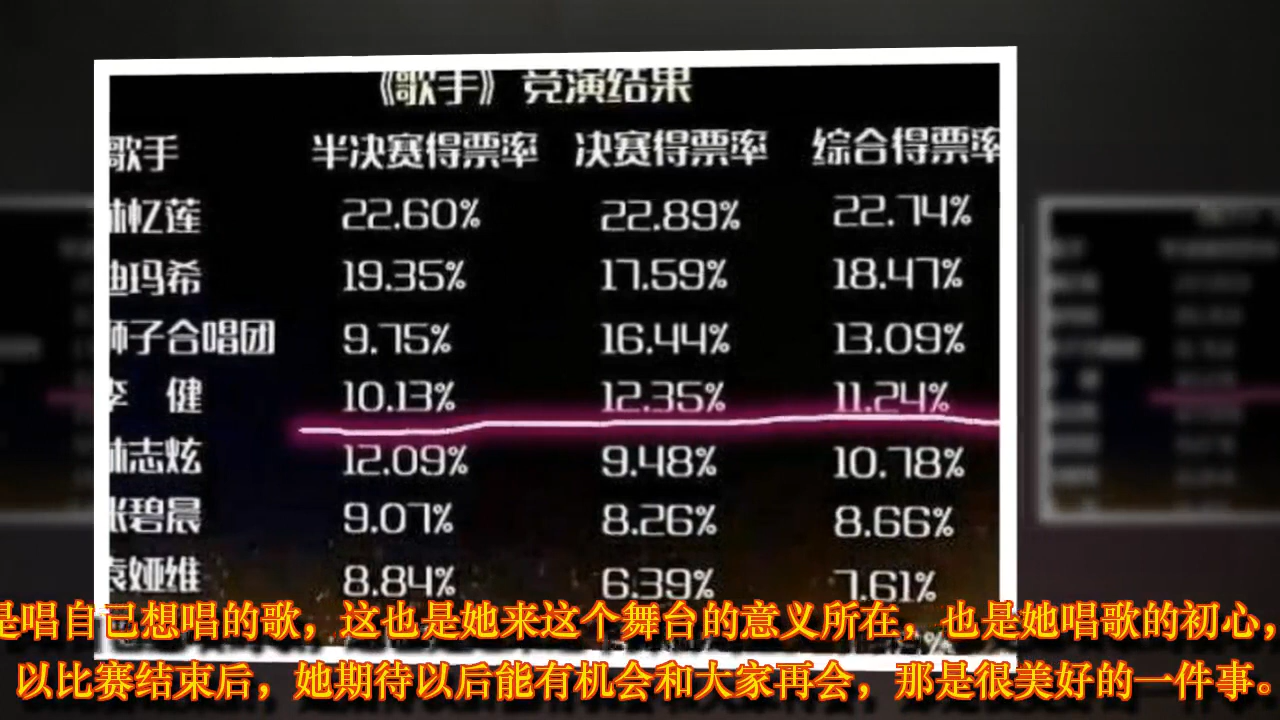 《歌手》竞演结果
歌手 半决赛得票率 决赛得票率 综合得票率
林忆莲 22.60% 22.89% 22.74%
迪玛希 19.35% 17.59% 18.47%
狮子合唱团 9.75% 16.44% 13.09%
李 健 10.13% 12.35% 11.24%
林志炫 12.09% 9.48% 10.78%
张碧晨 9.07% 8.26% 8.66%
袁娅维 8.84% 6.39% 7.61%
是唱自己想唱的歌，这也是她来这个舞台的意义所在，也是她唱歌的初心，
以比赛结束后，她期待以后能有机会和大家再会，那是很美好的一件事。